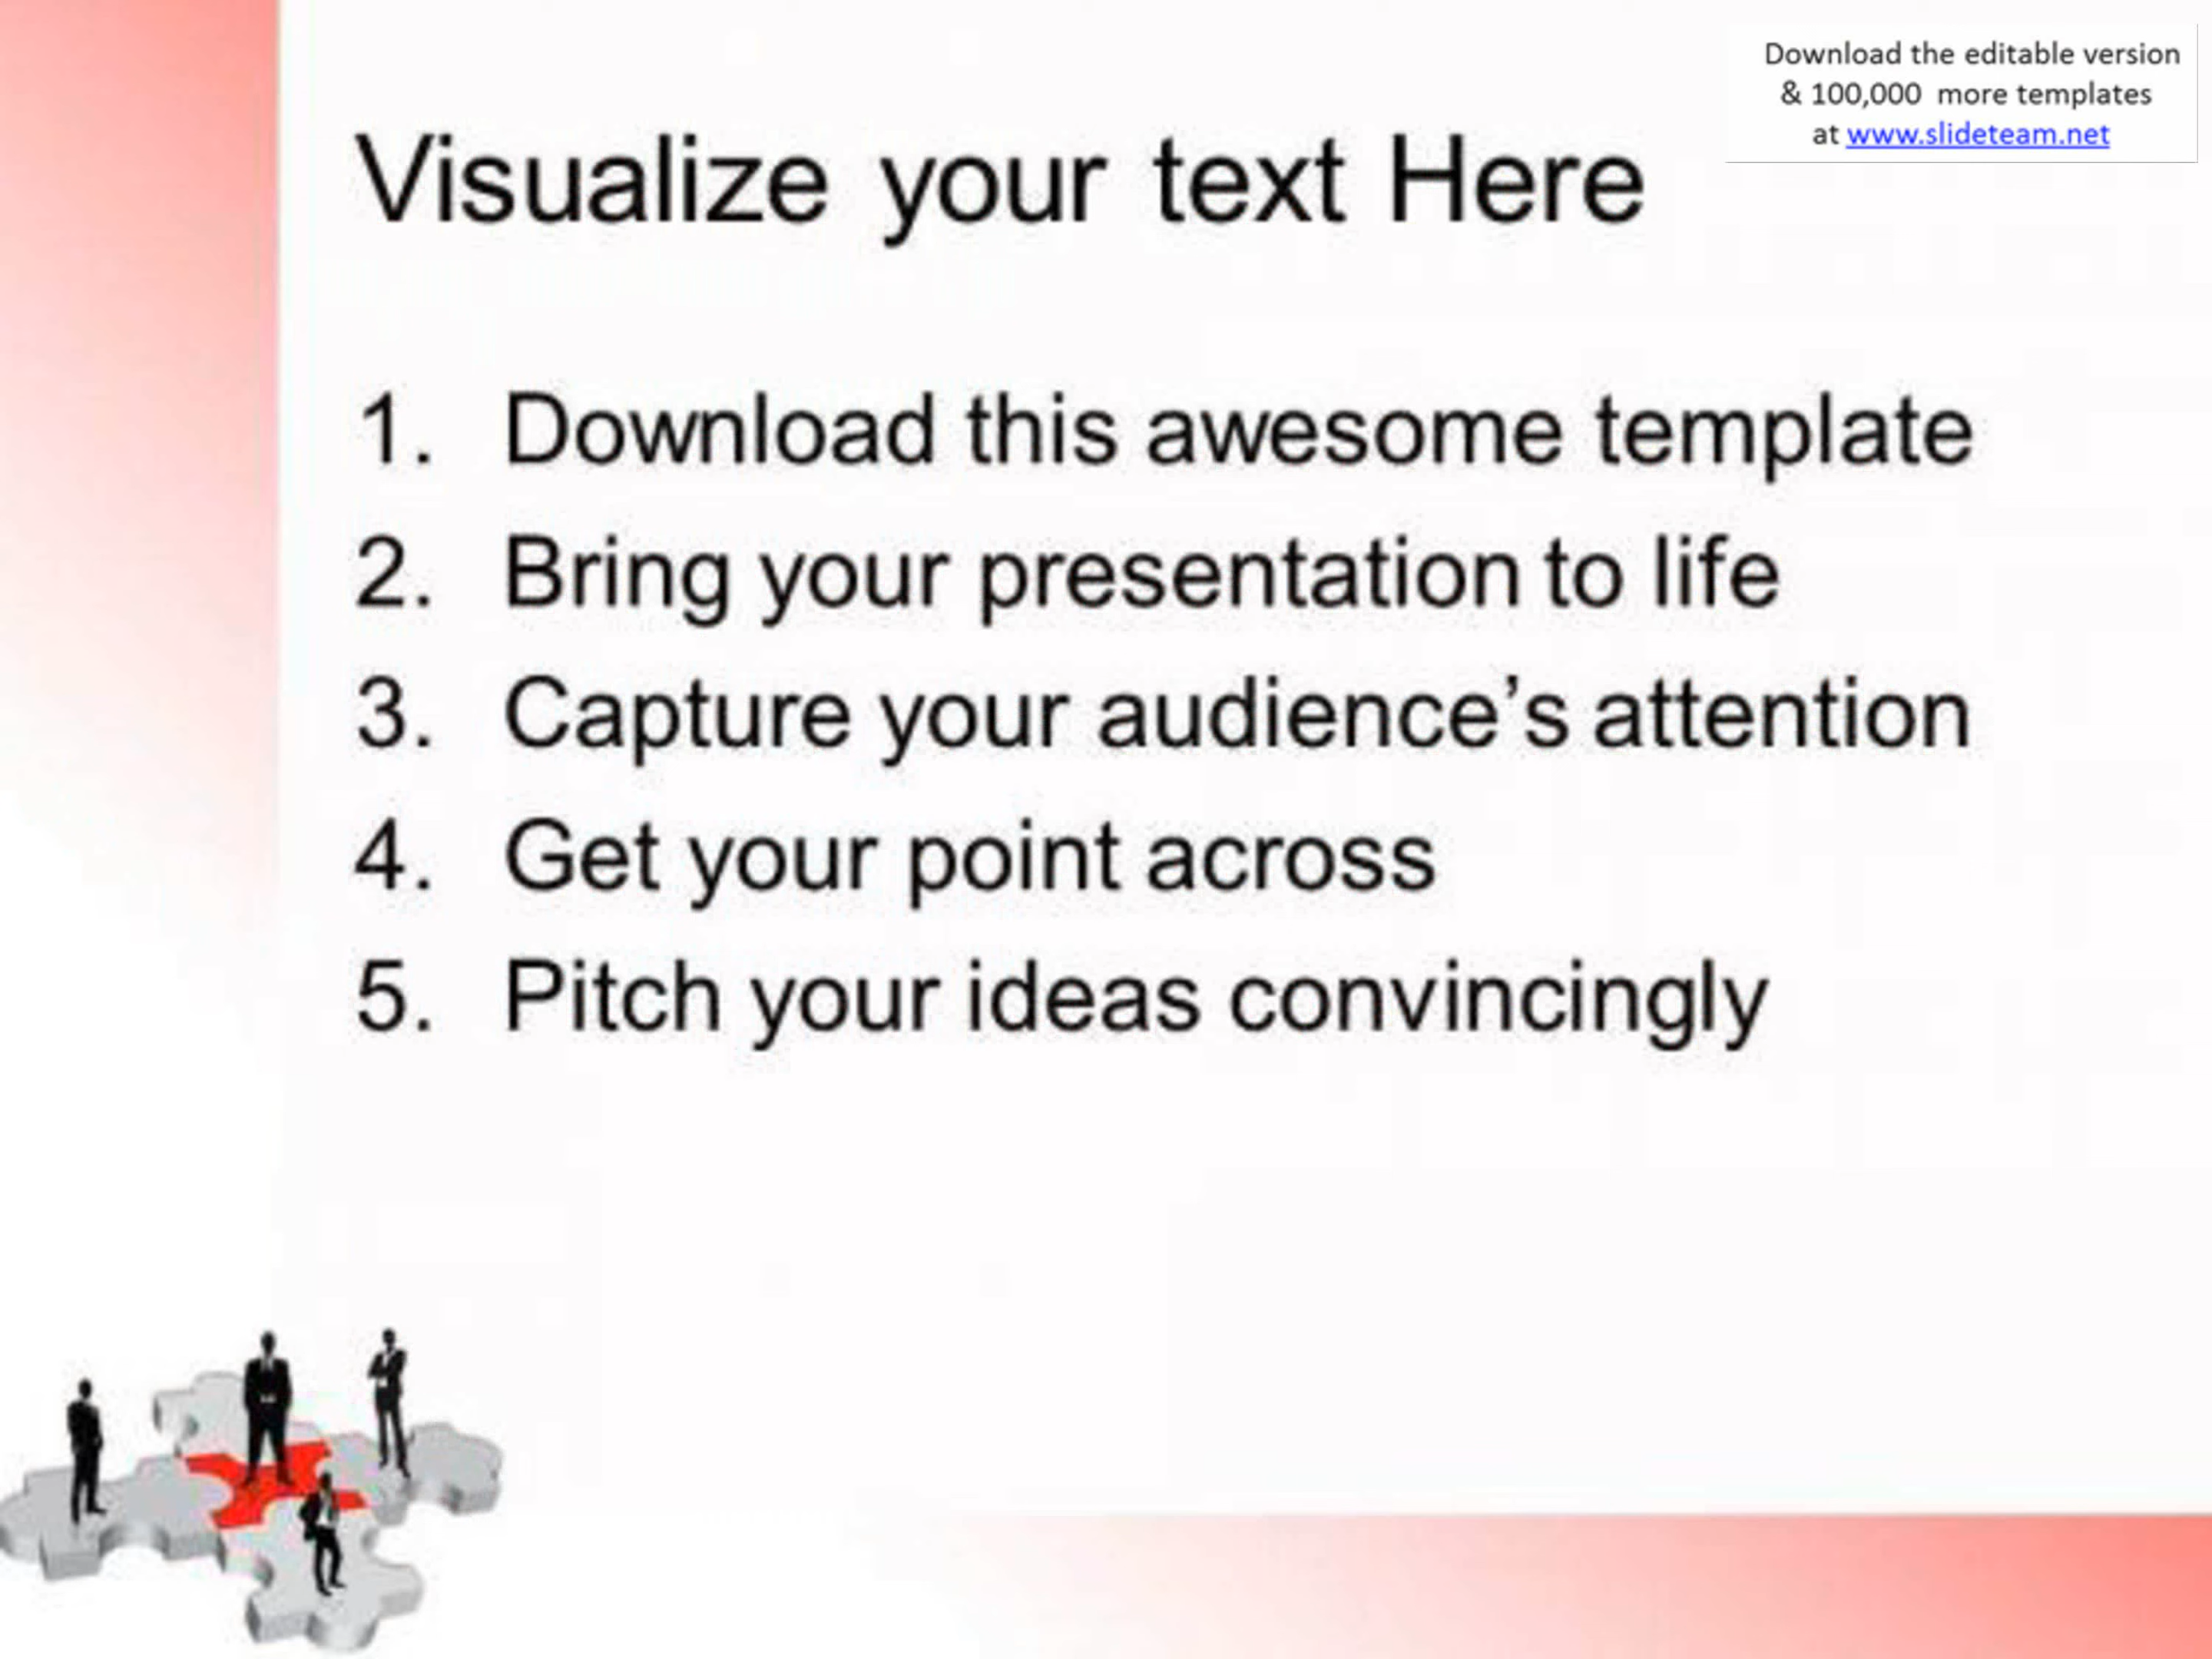 Download the editable version
& 100,000 more templates
at www.slideteam.net
Visualize your text Here
1. Download this awesome template
2. Bring your presentation to life
3. Capture your audience’s attention
4. Get your point across
5. Pitch your ideas convincingly